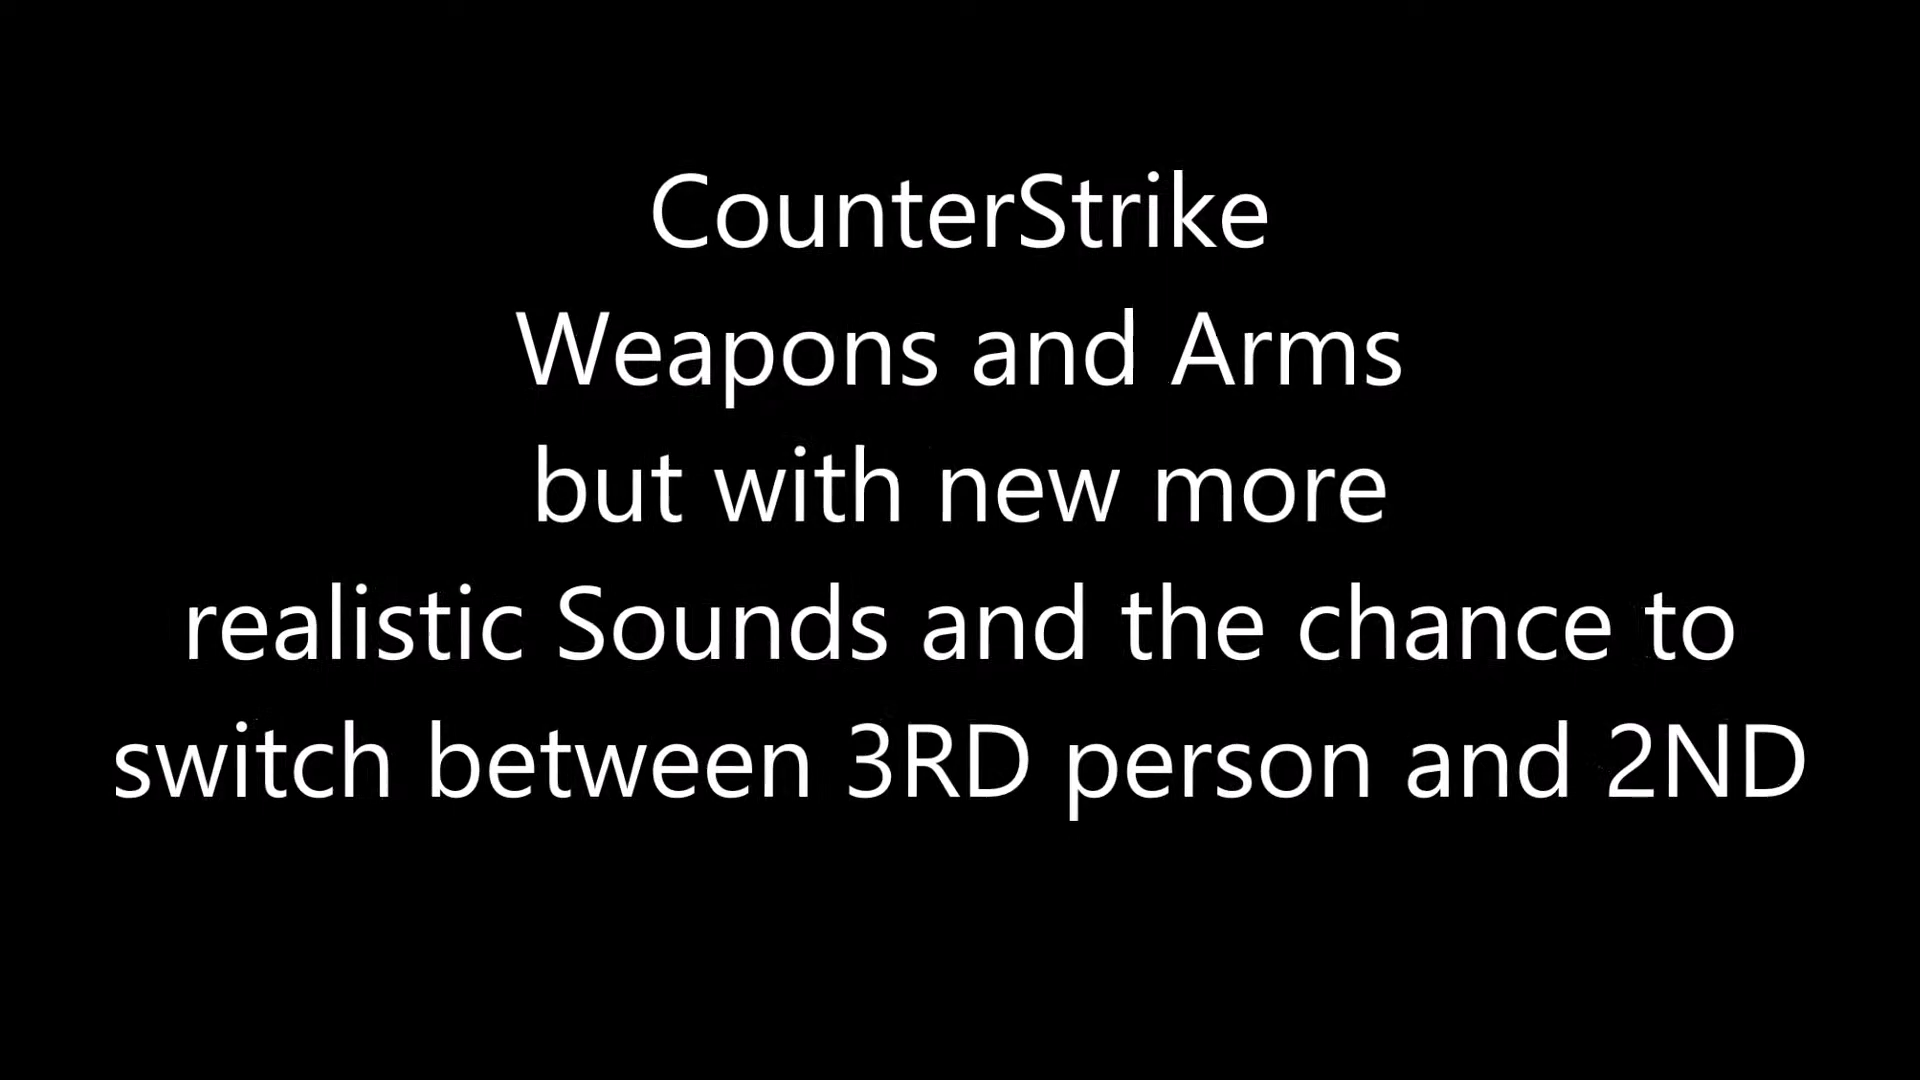 CounterStrike
Weapons and Arms
but with new more
realistic Sounds and the chance to
switch between 3RD person and 2ND